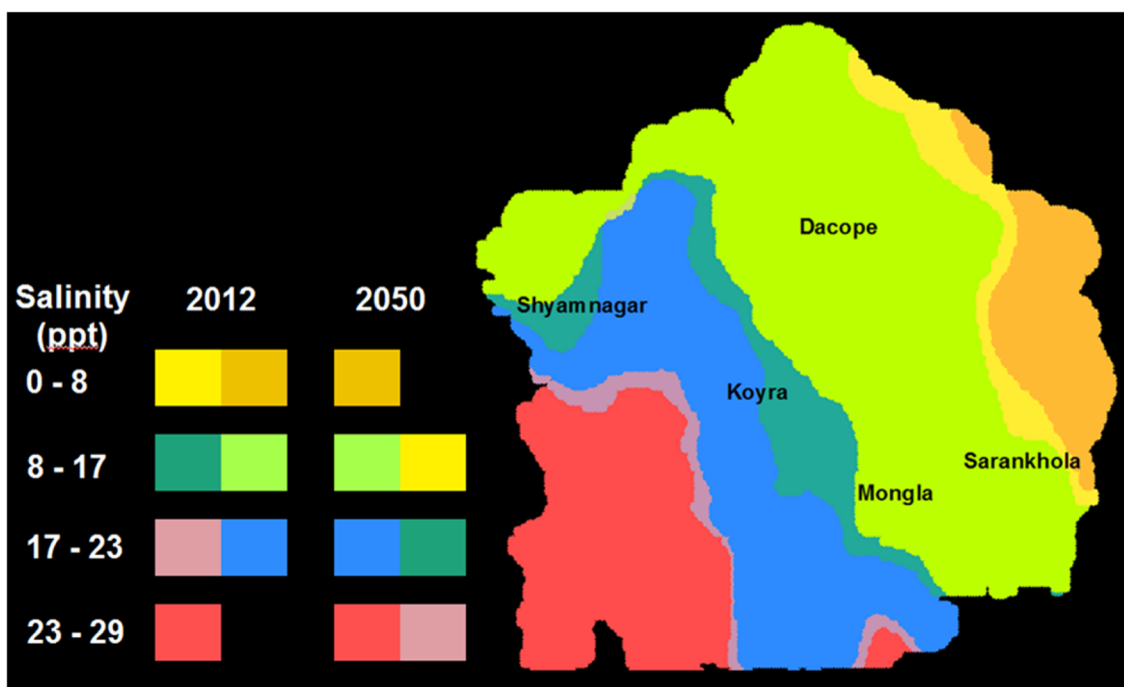 Salinity (ppt)
2012
2050
0 - 8
8 - 17
17 - 23
23 - 29
Dacope
Shyamnagar
Koyra
Sarankhola
Mongla